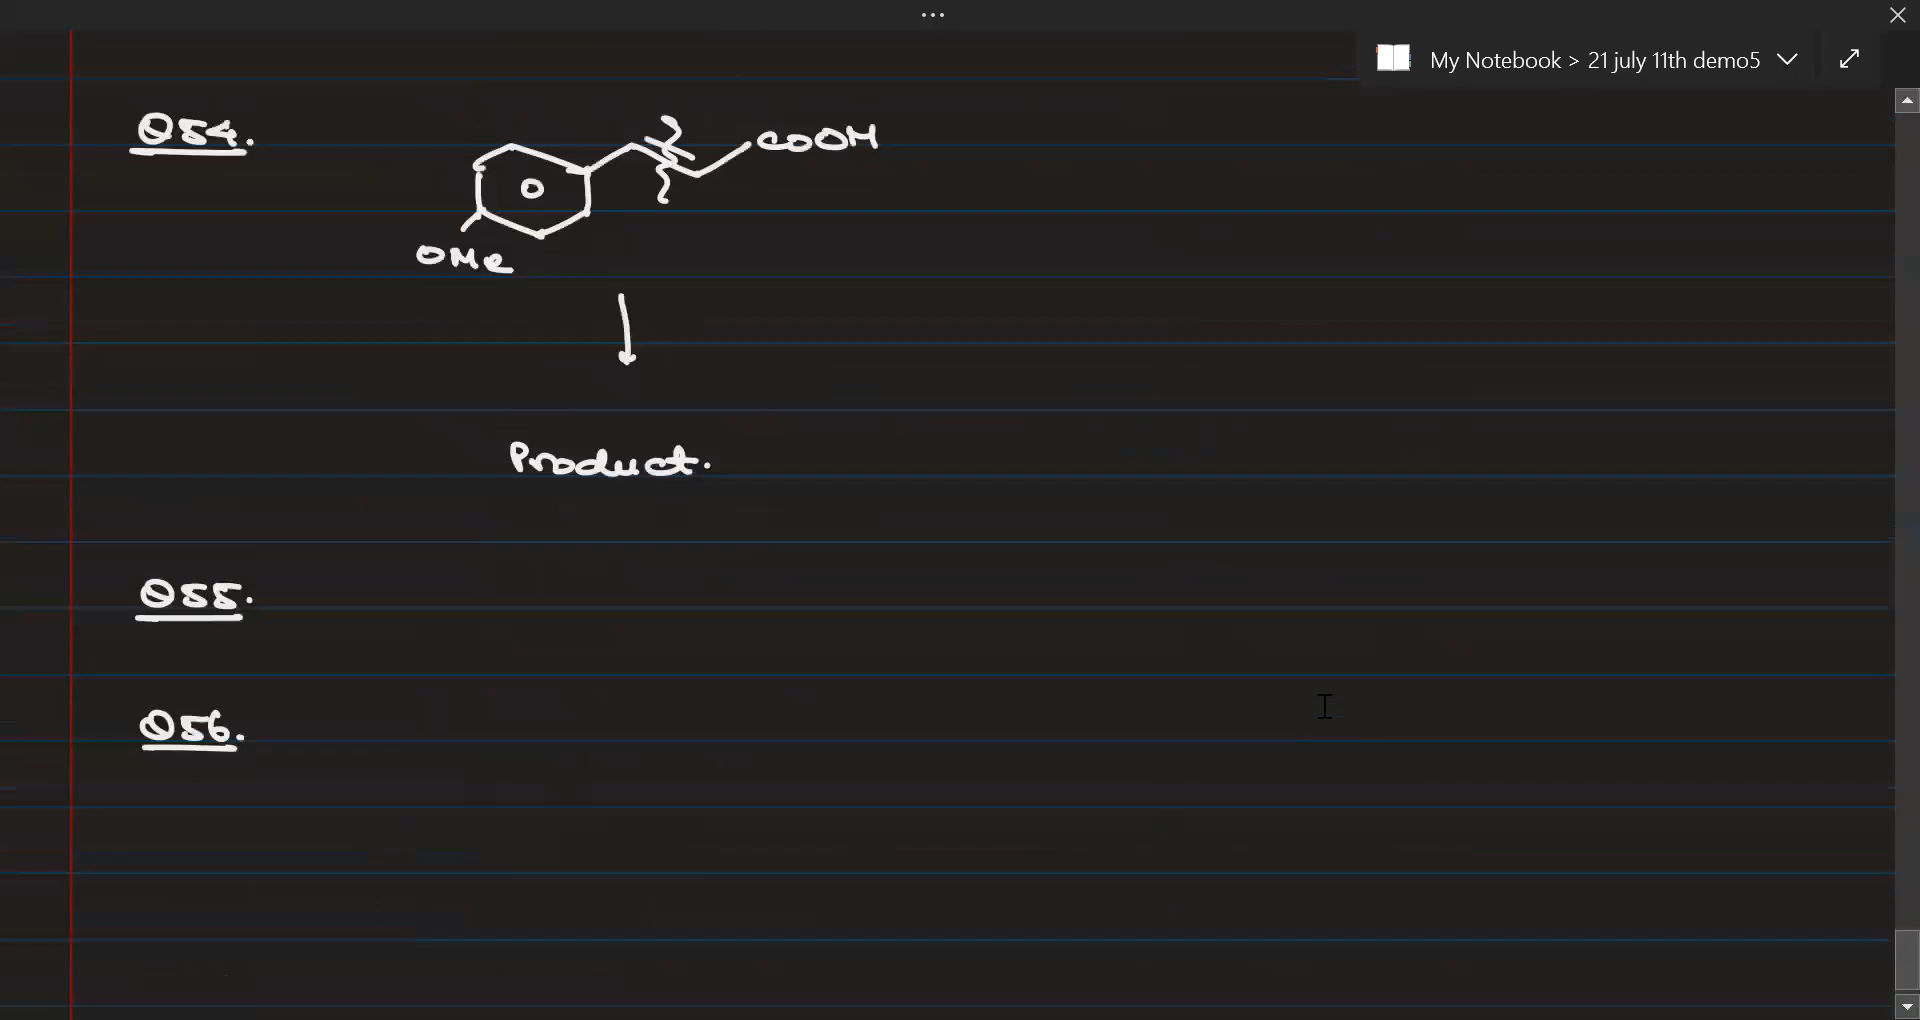 My Notebook > 21 july 11th demo5
Q54.
COOH
OMe
Product.
Q55.
Q56.